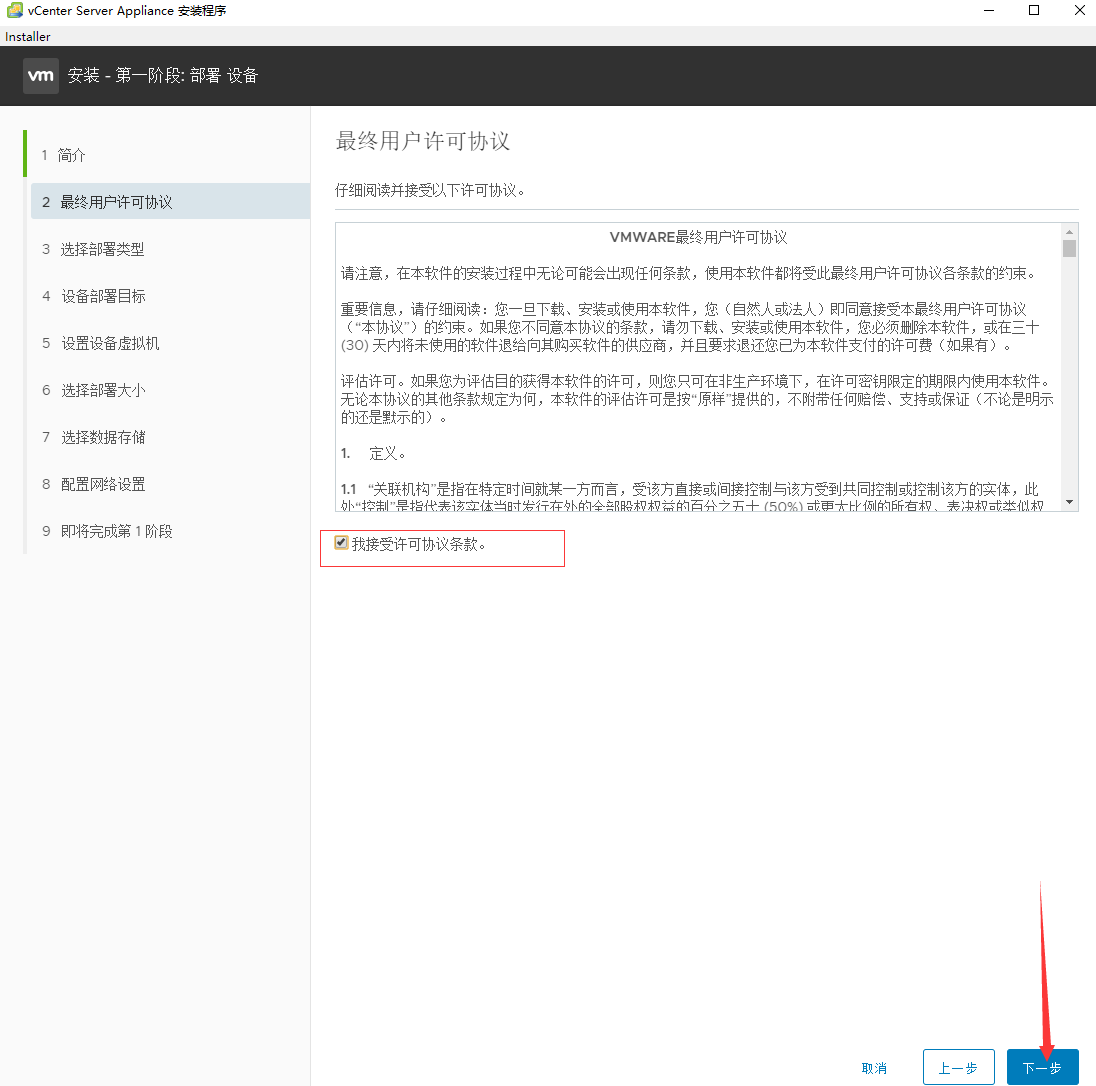 vCenter Server Appliance 安装程序
Installer
vm 安装 - 第一阶段: 部署 设备
1 简介
2 最终用户许可协议
3 选择部署类型
4 设备部署目标
5 设置设备虚拟机
6 选择部署大小
7 选择数据存储
8 配置网络设置
9 即将完成第 1 阶段
最终用户许可协议
仔细阅读并接受以下许可协议。
VMWARE最终用户许可协议
请注意，在本软件的安装过程中无论可能会出现任何条款，使用本软件都将受此最终用户许可协议各条款的约束。
重要信息，请仔细阅读：您一旦下载、安装或使用本软件，您（自然人或法人）即同意接受本最终用户许可协议
（“本协议”）的约束。如果您不同意本协议的条款，请勿下载、安装或使用本软件，您必须删除本软件，或在三十
(30) 天内将未使用的软件退给向其购买软件的供应商，并且要求退还您已为本软件支付的许可费（如果有）。
评估许可。如果您为评估目的获得本软件的许可，则您只可在非生产环境下，在许可密钥限定的期限内使用本软件。
无论本协议的其他条款规定为何，本软件的评估许可是按“原样”提供的，不附带任何赔偿、支持或保证（不论是明示
的还是默示的）。
1. 定义。
1.1 “关联机构”是指在特定时间就某一方而言，受该方直接或间接控制与该方受到共同控制或控制该方的实体，此
处“控制”是指代表该实体当时发行在外的全部股权权益的百分之五十 (50%) 或更大比例的所有权、表决权或类似权
我接受许可协议条款。
取消 上一步 下一步